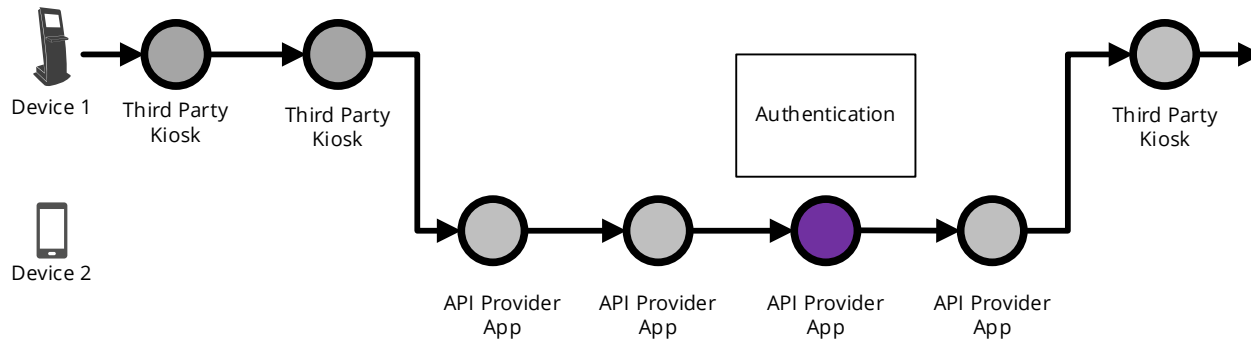 Device 1
Third Party
Kiosk
Third Party
Kiosk
Authentication
Third Party
Kiosk
Device 2
API Provider
App
API Provider
App
API Provider
App
API Provider
App